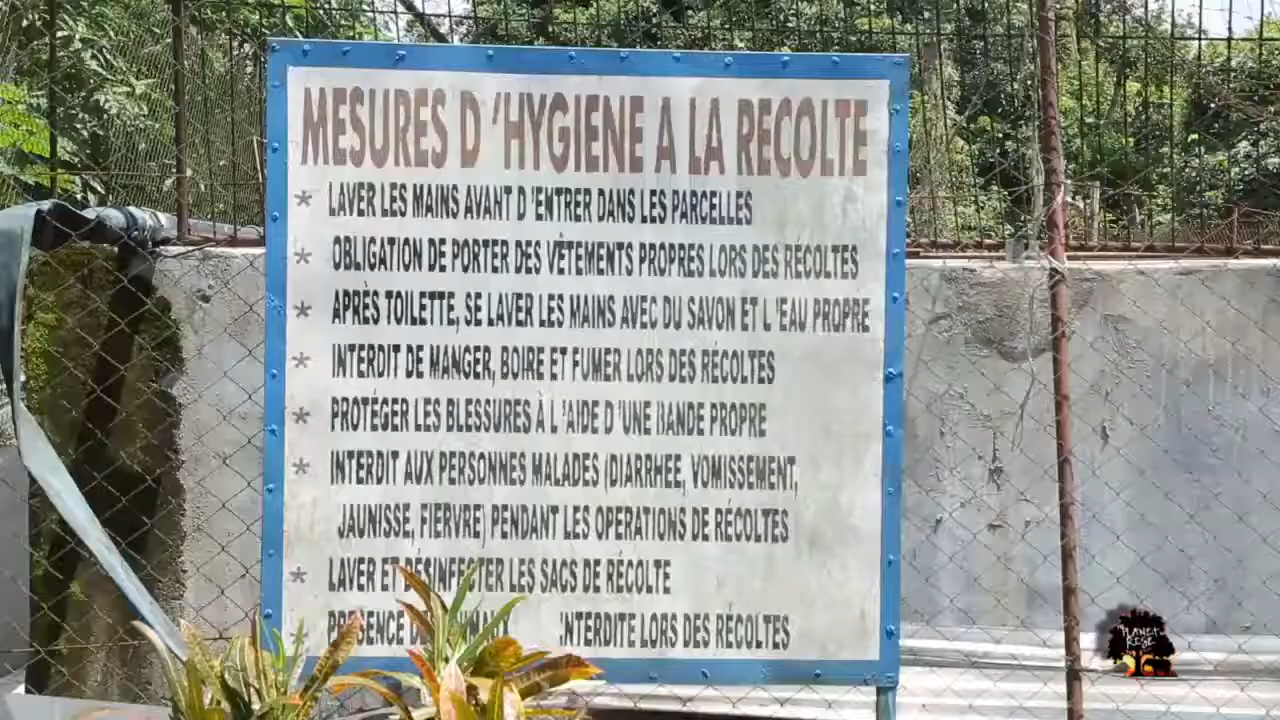 MESURES D 'HYGIENE A LA RECOLTE
* LAVER LES MAINS AVANT D 'ENTRER DANS LES PARCELLES
* OBLIGATION DE PORTER DES VÊTEMENTS PROPRES LORS DES RÉCOLTES
* APRÈS TOILETTE, SE LAVER LES MAINS AVEC DU SAVON ET L 'EAU PROPRE
* INTERDIT DE MANGER, BOIRE ET FUMER LORS DES RÉCOLTES
* PROTÉGER LES BLESSURES À L 'AIDE D 'UNE BANDE PROPRE
* INTERDIT AUX PERSONNES MALADES (DIARRHEE, VOMISSEMENT,
JAUNISSE, FIERVRE) PENDANT LES OPERATIONS DE RÉCOLTES
* LAVER ET DÉSINFECTER LES SACS DE RÉCOLTE
* PRESENCE INTERDITE LORS DES RÉCOLTES
PLANET
RISE